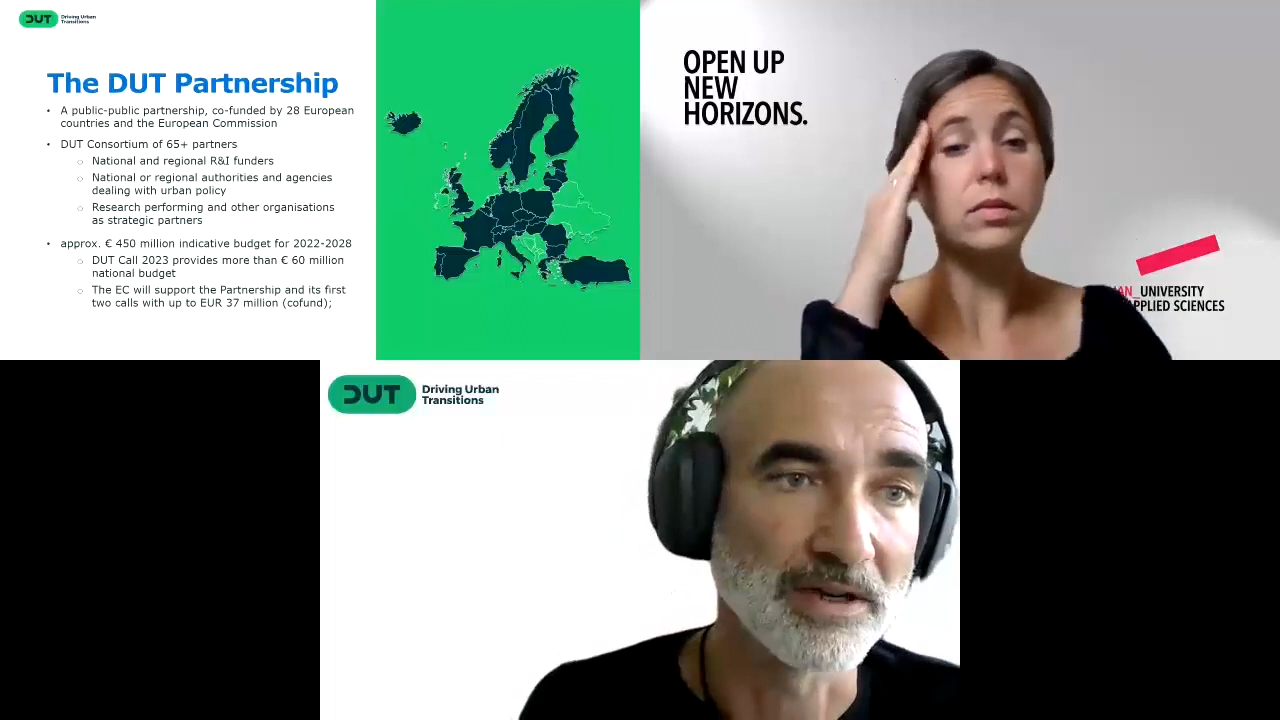 DUT
Driving Urban
Transitions
The DUT Partnership
• A public-public partnership, co-funded by 28 European
countries and the European Commission
• DUT Consortium of 65+ partners
○ National and regional R&I funders
○ National or regional authorities and agencies
dealing with urban policy
○ Research performing and other organisations
as strategic partners
• approx. € 450 million indicative budget for 2022-2028
○ DUT Call 2023 provides more than € 60 million
national budget
○ The EC will support the Partnership and its first
two calls with up to EUR 37 million (cofund);
OPEN UP
NEW
HORIZONS.
AN_UNIVERSITY
APPLIED SCIENCES
DUT
Driving Urban
Transitions